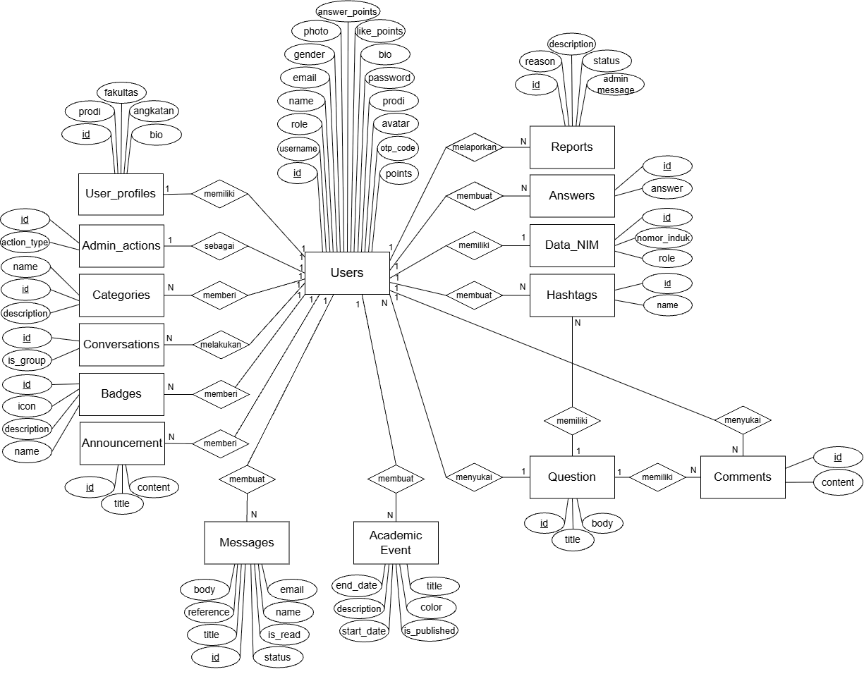 answer_points
photo
like_points
gender
bio
email
password
name
prodi
role
avatar
username
otp_code
id
points
description
reason
status
id
admin
message
fakultas
prodi
angkatan
id
bio
User_profiles
1
memiliki
melaporkan
N
Reports
id
action_type
Admin_actions
1
sebagai
membuat
N
Answers
id
answer
name
id
description
Categories
N
memberi
Users
memiliki
1
Data_NIM
id
nomor_induk
role
membuat
N
Hashtags
id
name
id
is_group
Conversations
N
melakukan
id
icon
description
name
Badges
N
memberi
Announcement
N
memberi
id
title
content
1
1
1
1
1
1
1
1
1
1
1
1
1
N
1
1
N
memiliki
1
menyukai
N
membuat
N
membuat
N
menyukai
1
Question
1
memiliki
N
Comments
id
content
id
title
body
Messages
body
email
reference
name
title
is_read
id
status
Academic
Event
end_date
title
description
color
start_date
is_published